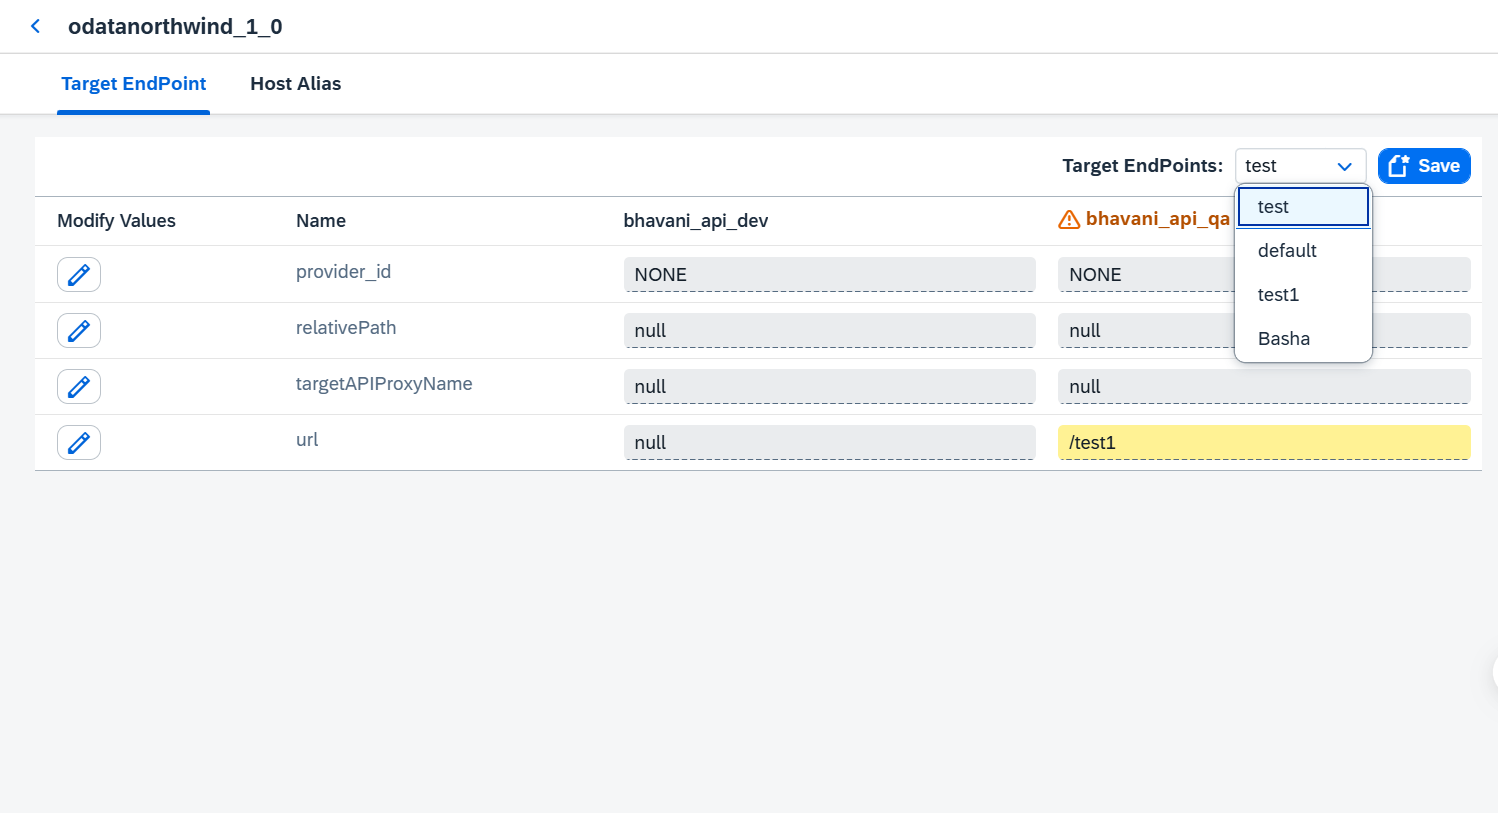 odatanorthwind_1_0
Target EndPoint Host Alias
Target EndPoints: test Save
test
default
test1
Basha
Modify Values Name bhavani_api_dev bhavani_api_qa
provider_id NONE NONE
relativePath null null
targetAPIProxyName null null
url null /test1